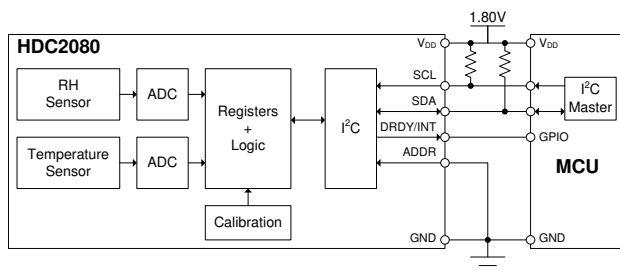 1.80V
HDC2080
RH
Sensor
ADC
Temperature
Sensor
ADC
Registers
+
Logic
Calibration
I²C
VDD
SCL
SDA
DRDY/INT
ADDR
GND
VDD
I²C
Master
GPIO
MCU
GND